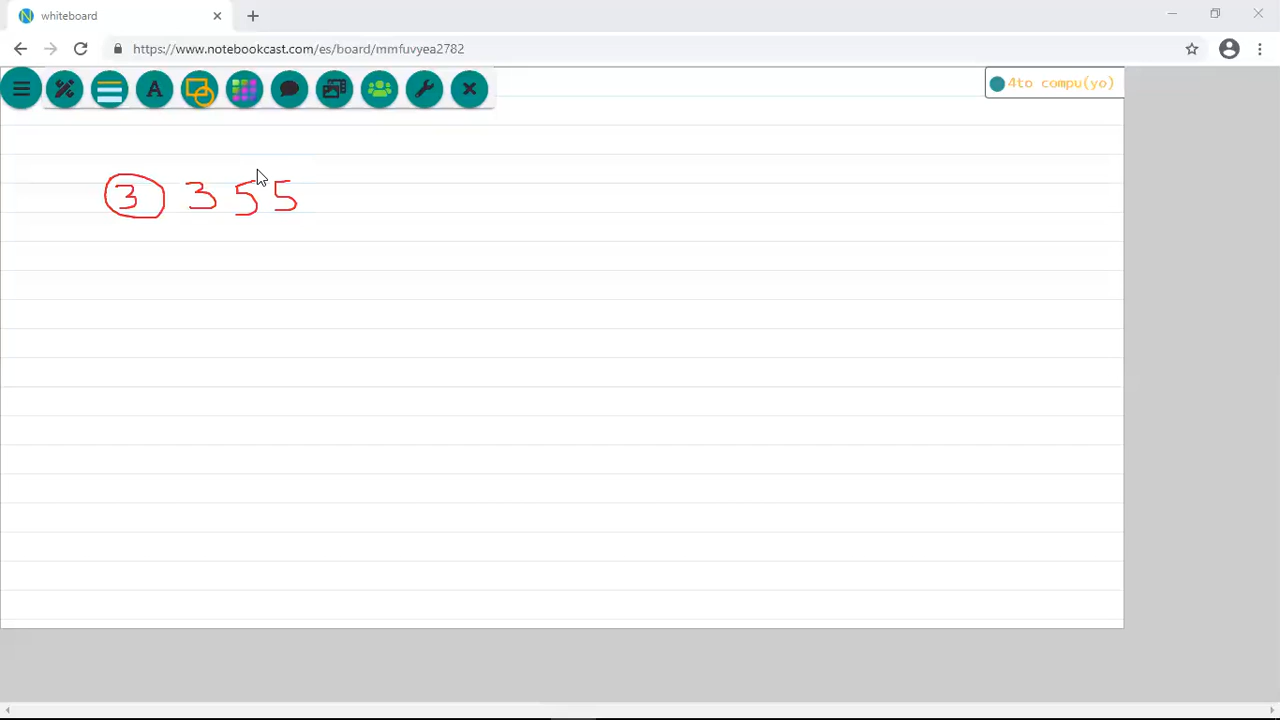 whiteboard
https://www.notebookcast.com/es/board/mmfuvyea2782
A
4to compu(yo)
3 3 5 5